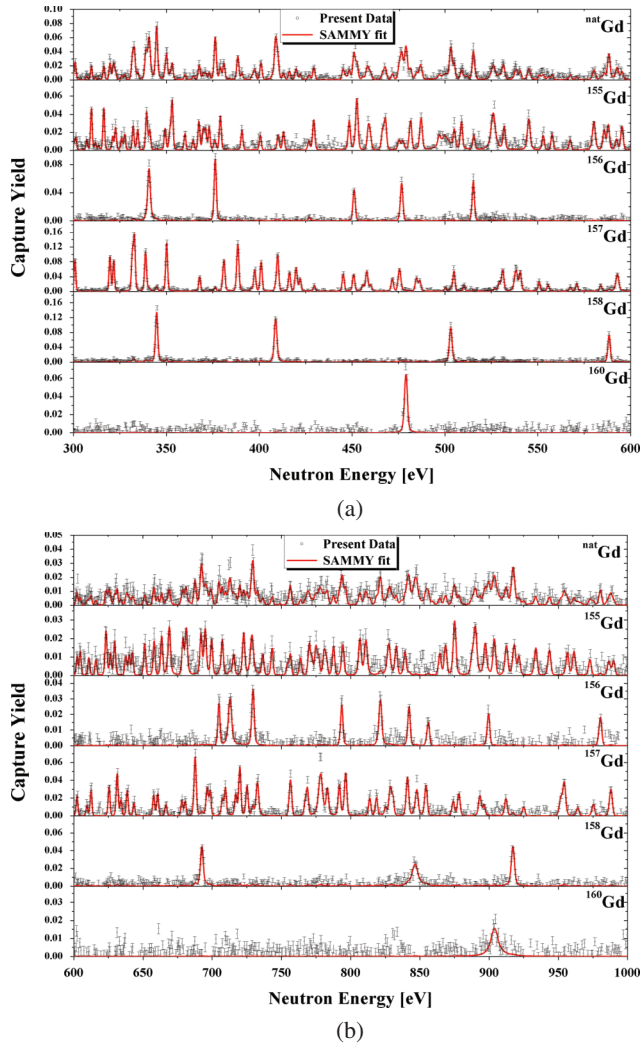 Present Data
SAMMY fit
natGd
0.10
0.08
0.06
0.04
0.02
0.00
155Gd
0.06
0.04
0.02
0.00
156Gd
0.08
0.04
0.00
157Gd
0.16
0.12
0.08
0.04
0.00
158Gd
0.16
0.12
0.08
0.04
0.00
160Gd
0.06
0.04
0.02
0.00
Capture Yield
300 350 400 450 500 550 600
Neutron Energy [eV]
(a)
Present Data
SAMMY fit
natGd
0.05
0.04
0.03
0.02
0.01
0.00
155Gd
0.03
0.02
0.01
0.00
156Gd
0.04
0.03
0.02
0.01
0.00
157Gd
0.06
0.04
0.02
0.00
158Gd
0.06
0.04
0.02
0.00
160Gd
0.03
0.02
0.01
0.00
Capture Yield
600 650 700 750 800 850 900 950 1000
Neutron Energy [eV]
(b)